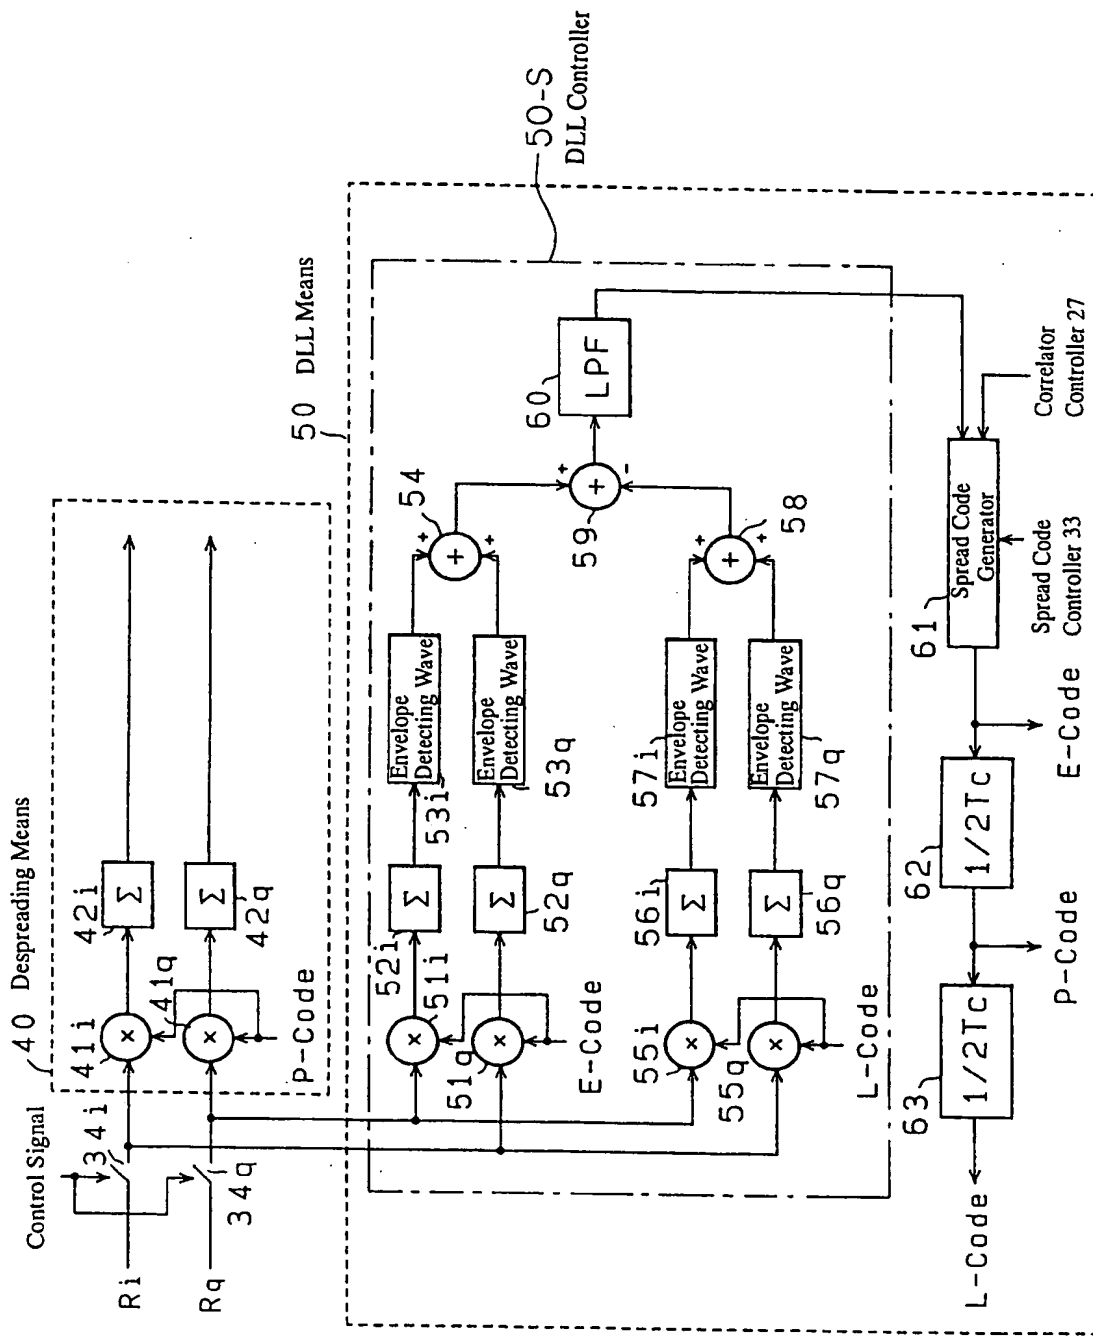 40 Despreading Means
Control Signal
34i
34q
Ri
Rq
41i
41q
42i
42q
×
×
Σ
Σ
P-Code
50 DLL Means
50-S
DLL Controller
×
51i
×
51q
52i
Σ
Σ
52q
Envelope
Detecting Wave
53i
Envelope
Detecting Wave
53q
54
+
+
+
E-Code
55i
×
55q
×
56i
Σ
Σ
56q
57i
Envelope
Detecting Wave
Envelope
Detecting Wave
57q
58
+
+
+
L-Code
59
+
+
-
60
LPF
61
Spread Code
Generator
Correlator
Controller 27
Spread Code
Controller 33
E-Code
62
1/2Tc
P-Code
63
1/2Tc
L-Code